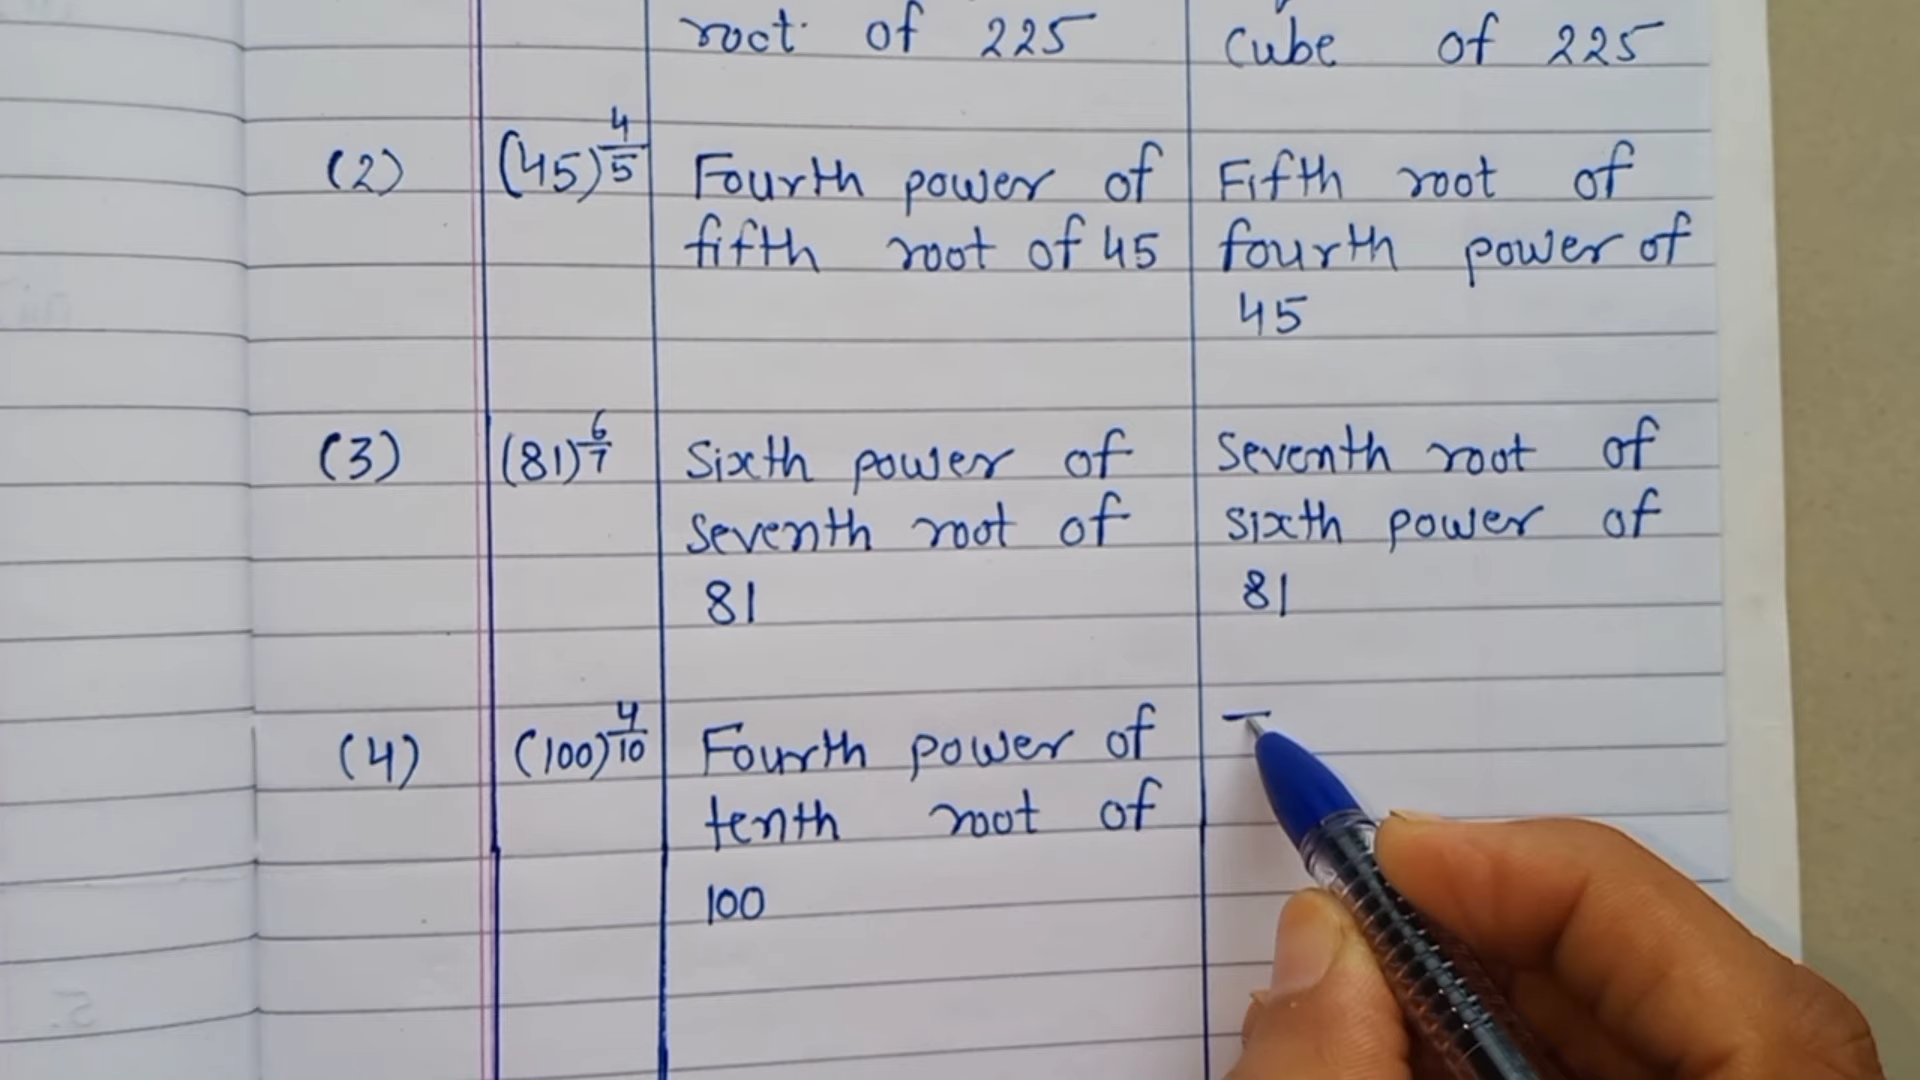 root of 225
cube of 225
(2) (45)^4/5 Fourth power of Fifth root of
fifth root of 45 fourth power of
45
(3) (81)^6/7 Sixth power of Seventh root of
Seventh root of sixth power of
81 81
(4) (100)^4/10 Fourth power of
tenth root of
100